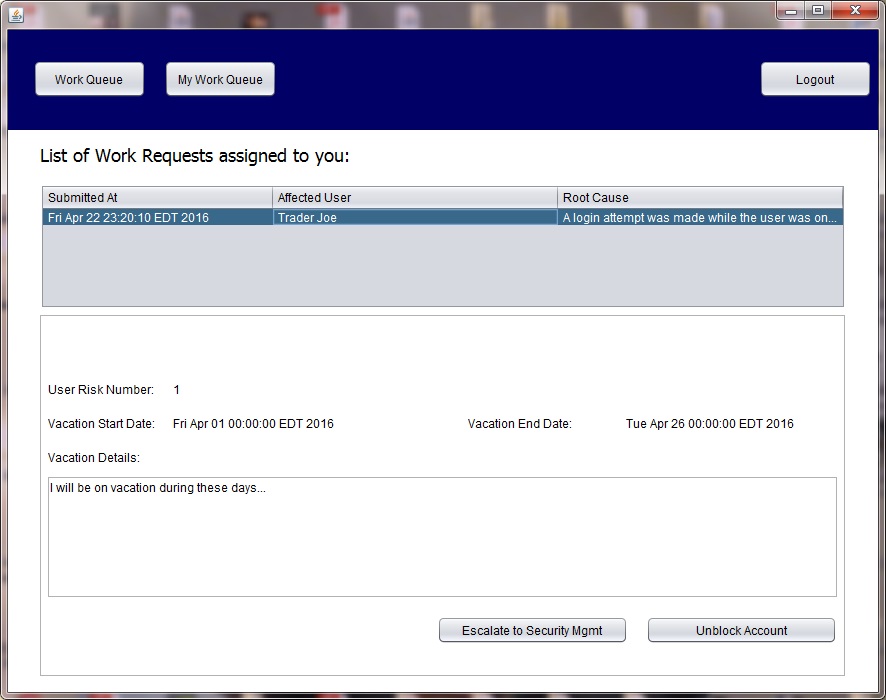 Work Queue My Work Queue Logout
List of Work Requests assigned to you:
Submitted At Affected User Root Cause
Fri Apr 22 23:20:10 EDT 2016 Trader Joe A login attempt was made while the user was on...
User Risk Number: 1
Vacation Start Date: Fri Apr 01 00:00:00 EDT 2016 Vacation End Date: Tue Apr 26 00:00:00 EDT 2016
Vacation Details:
I will be on vacation during these days...
Escalate to Security Mgmt Unblock Account